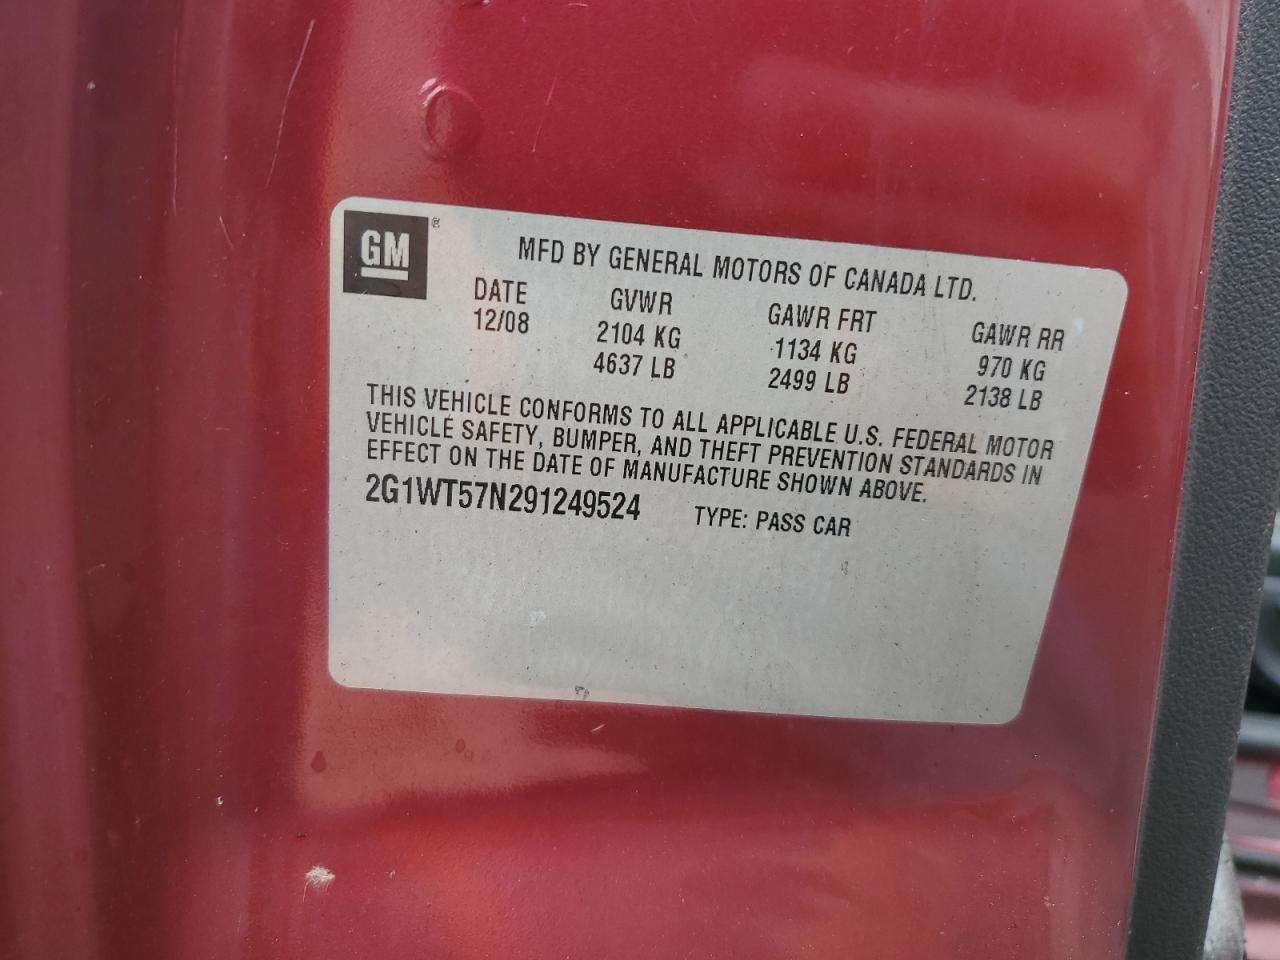 GM®
MFD BY GENERAL MOTORS OF CANADA LTD.
DATE GVWR GAWR FRT GAWR RR
12/08 2104 KG 1134 KG 970 KG
4637 LB 2499 LB 2138 LB
THIS VEHICLE CONFORMS TO ALL APPLICABLE U.S. FEDERAL MOTOR
VEHICLE SAFETY, BUMPER, AND THEFT PREVENTION STANDARDS IN
EFFECT ON THE DATE OF MANUFACTURE SHOWN ABOVE.
2G1WT57N291249524 TYPE: PASS CAR